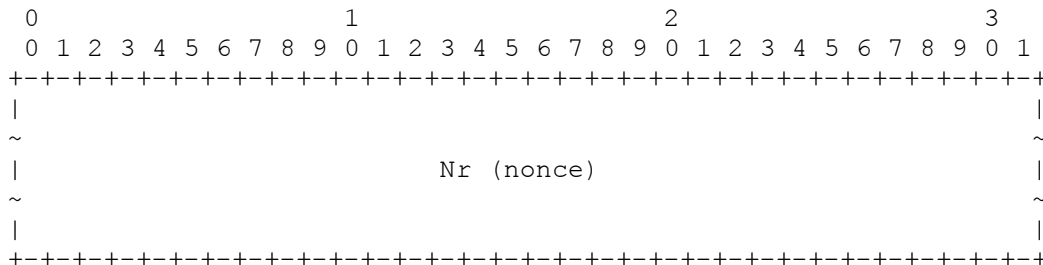 0                   1                   2                   3
 0 1 2 3 4 5 6 7 8 9 0 1 2 3 4 5 6 7 8 9 0 1 2 3 4 5 6 7 8 9 0 1
+-+-+-+-+-+-+-+-+-+-+-+-+-+-+-+-+-+-+-+-+-+-+-+-+-+-+-+-+-+-+-+-+
|                                                               |
~                                                               ~
|                          Nr (nonce)                           |
~                                                               ~
|                                                               |
+-+-+-+-+-+-+-+-+-+-+-+-+-+-+-+-+-+-+-+-+-+-+-+-+-+-+-+-+-+-+-+-+